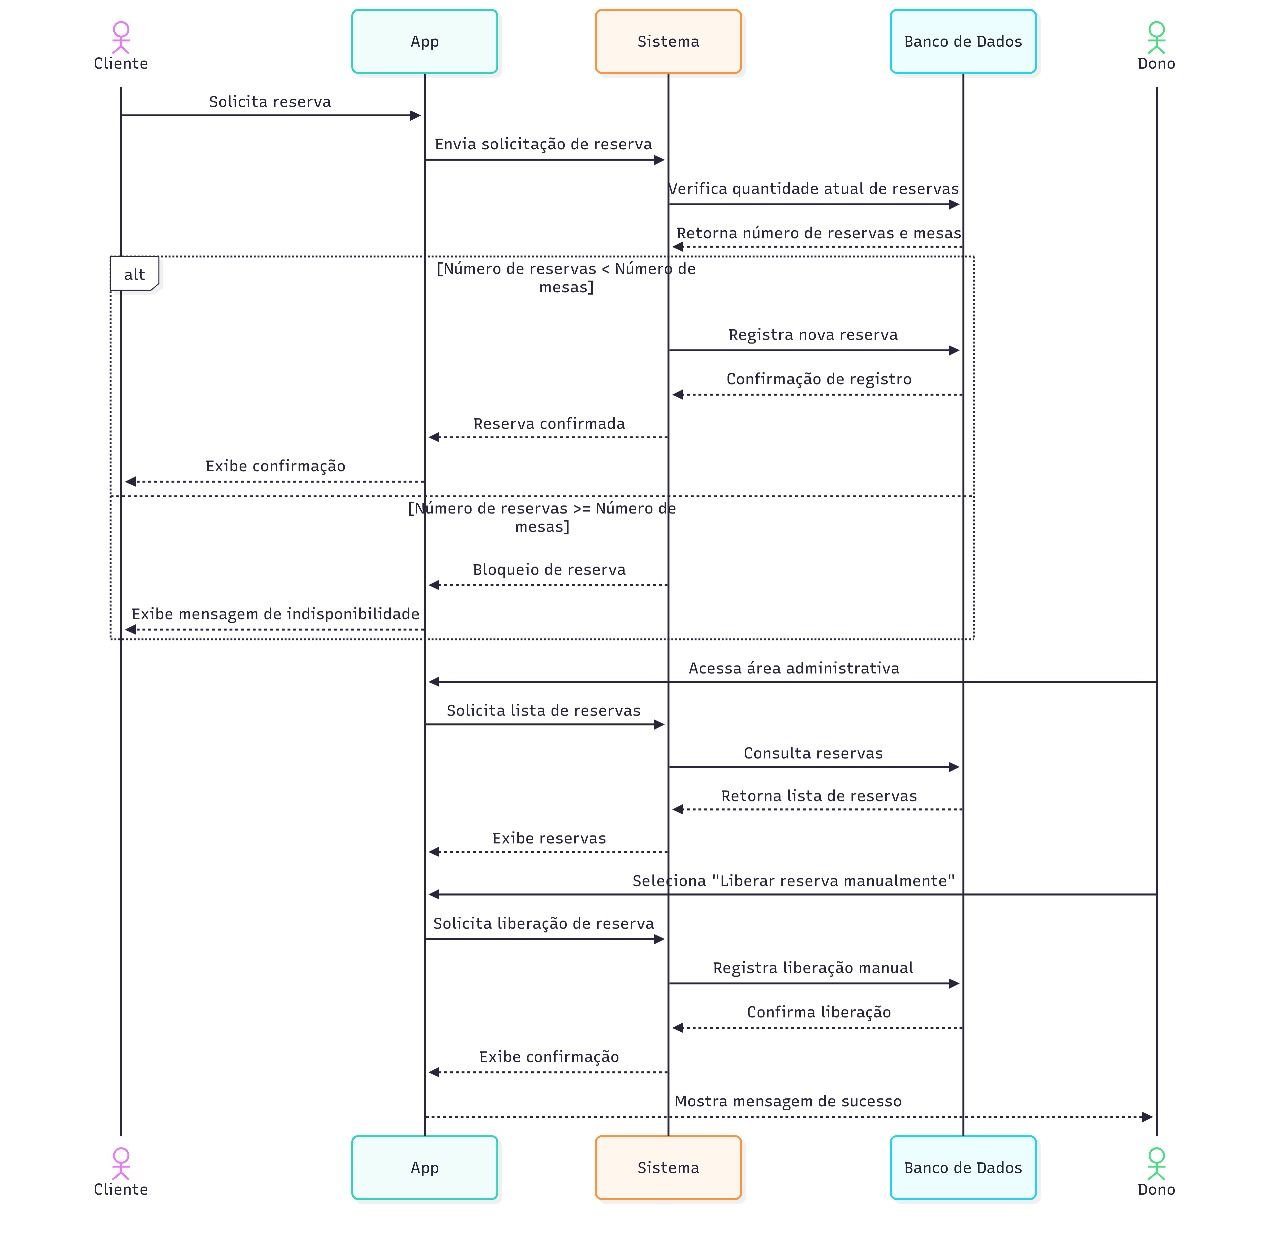 Cliente
App
Sistema
Banco de Dados
Dono
Solicita reserva
Envia solicitação de reserva
Verifica quantidade atual de reservas
Retorna número de reservas e mesas
alt
[Número de reservas < Número de
mesas]
Registra nova reserva
Confirmação de registro
Reserva confirmada
Exibe confirmação
[Número de reservas >= Número de
mesas]
Bloqueio de reserva
Exibe mensagem de indisponibilidade
Acessa área administrativa
Solicita lista de reservas
Consulta reservas
Retorna lista de reservas
Exibe reservas
Seleciona "Liberar reserva manualmente"
Solicita liberação de reserva
Registra liberação manual
Confirma liberação
Exibe confirmação
Mostra mensagem de sucesso
Cliente
App
Sistema
Banco de Dados
Dono